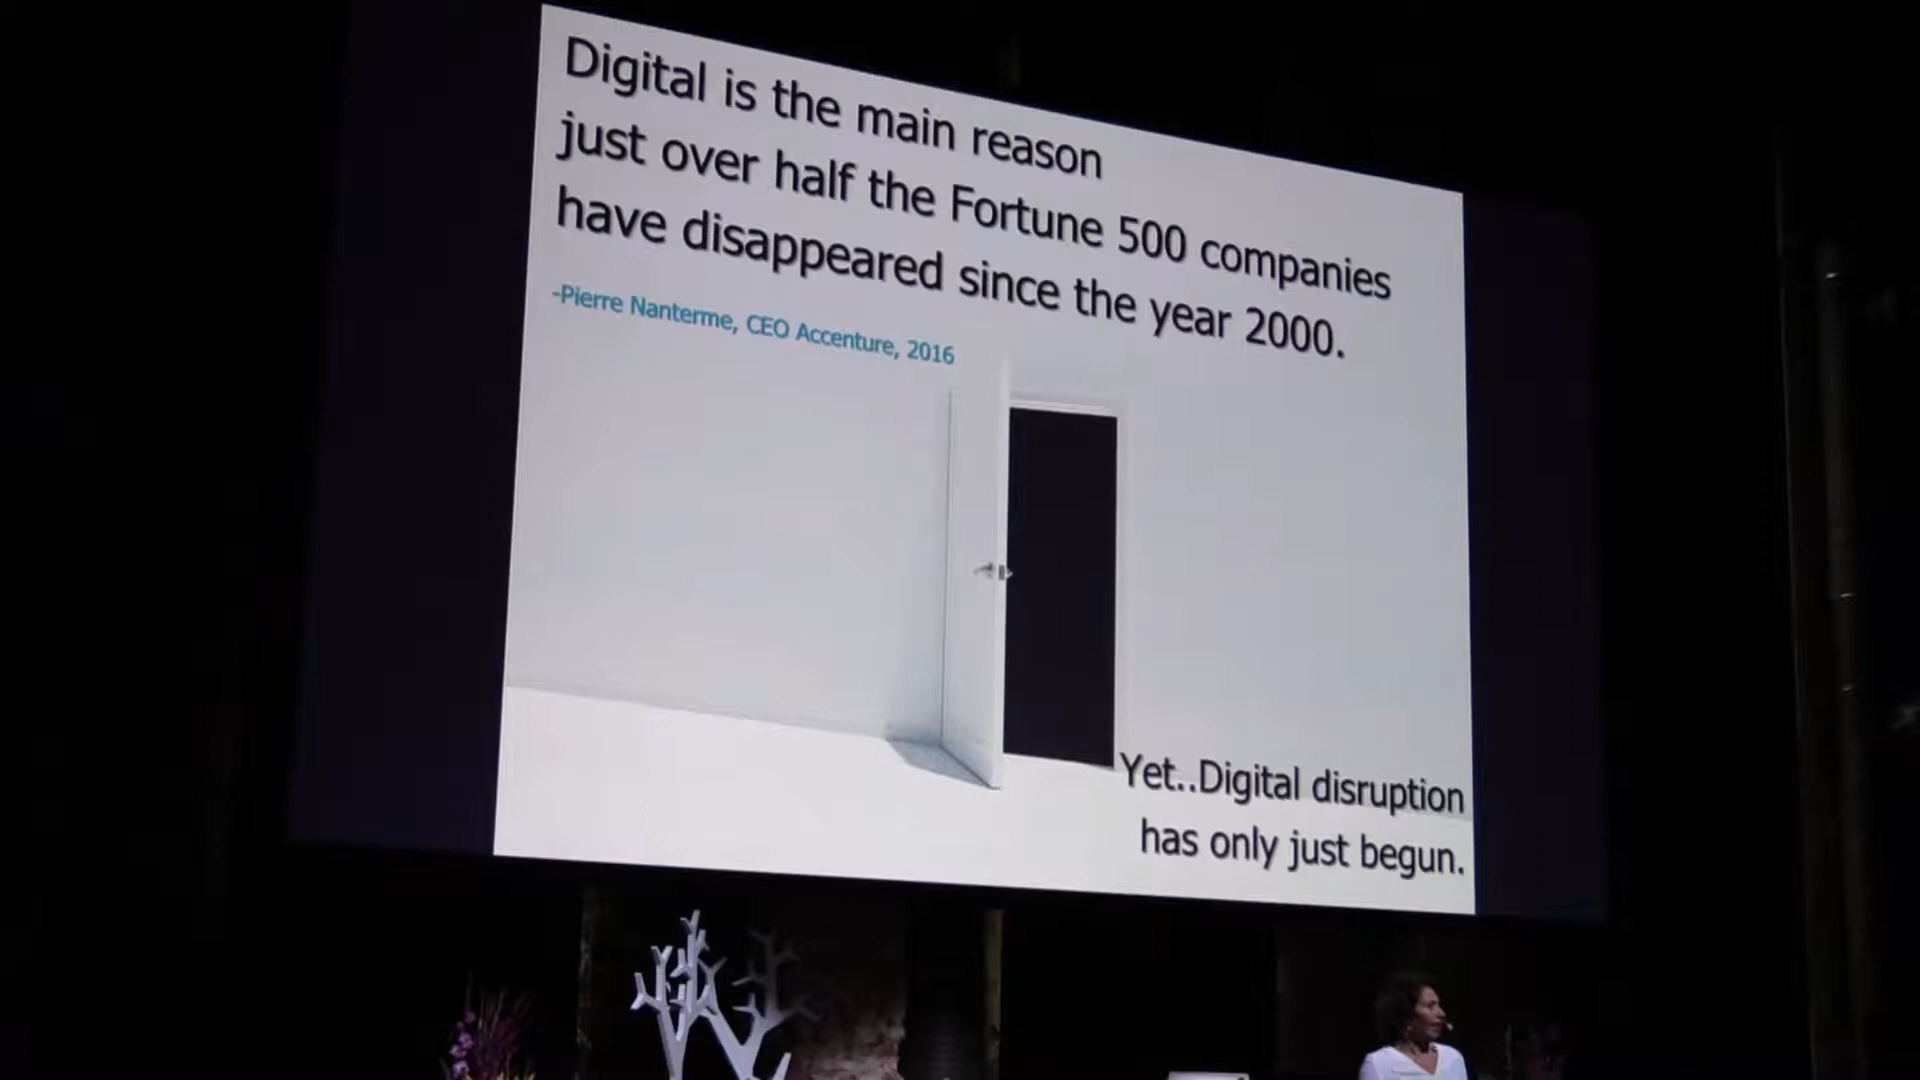 Digital is the main reason
just over half the Fortune 500 companies
have disappeared since the year 2000.
-Pierre Nanterme, CEO Accenture, 2016
Yet..Digital disruption
has only just begun.